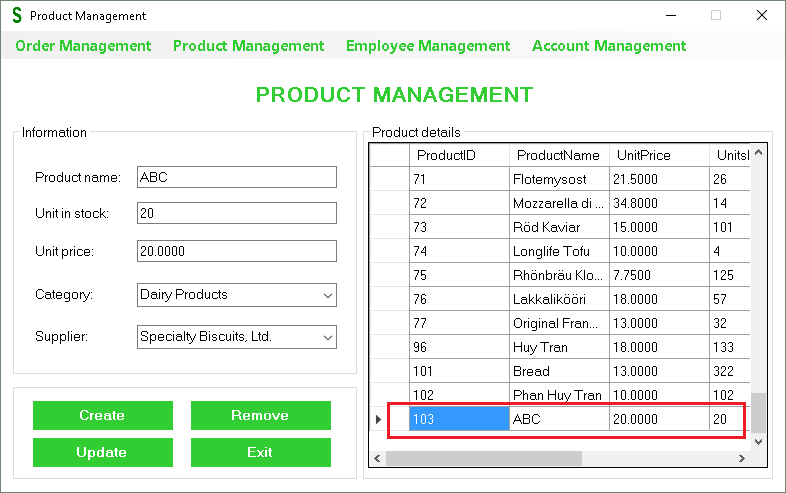 S Product Management
Order Management Product Management Employee Management Account Management
PRODUCT MANAGEMENT
Information
Product name: ABC
Unit in stock: 20
Unit price: 20.0000
Category: Dairy Products
Supplier: Specialty Biscuits, Ltd.
Create Remove
Update Exit
Product details
ProductID ProductName UnitPrice UnitsI
71 Flotemysost 21.5000 26
72 Mozzarella di ... 34.8000 14
73 Röd Kaviar 15.0000 101
74 Longlife Tofu 10.0000 4
75 Rhönbräu Klo... 7.7500 125
76 Lakkalikööri 18.0000 57
77 Original Fran... 13.0000 32
96 Huy Tran 18.0000 133
101 Bread 13.0000 322
102 Phan Huy Tran 10.0000 102
103 ABC 20.0000 20